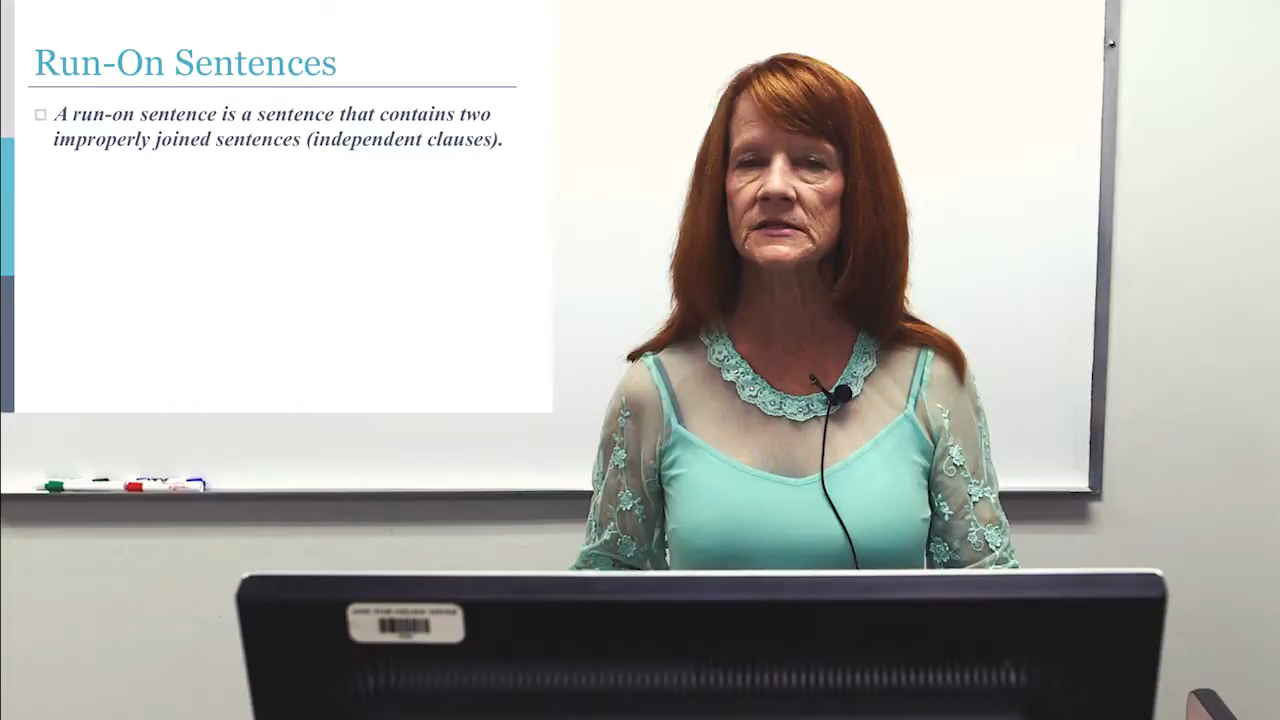 Run-On Sentences
A run-on sentence is a sentence that contains two
improperly joined sentences (independent clauses).